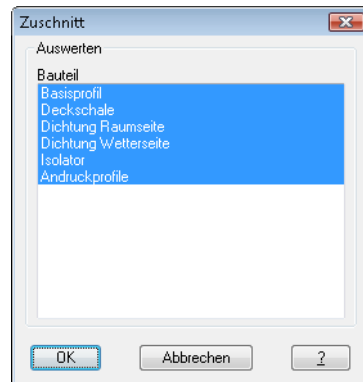 Zuschnitt
Auswerten
Bauteil
Basisprofil
Deckschale
Dichtung Raumseite
Dichtung Wetterseite
Isolator
Andruckprofile
OK
Abbrechen
?